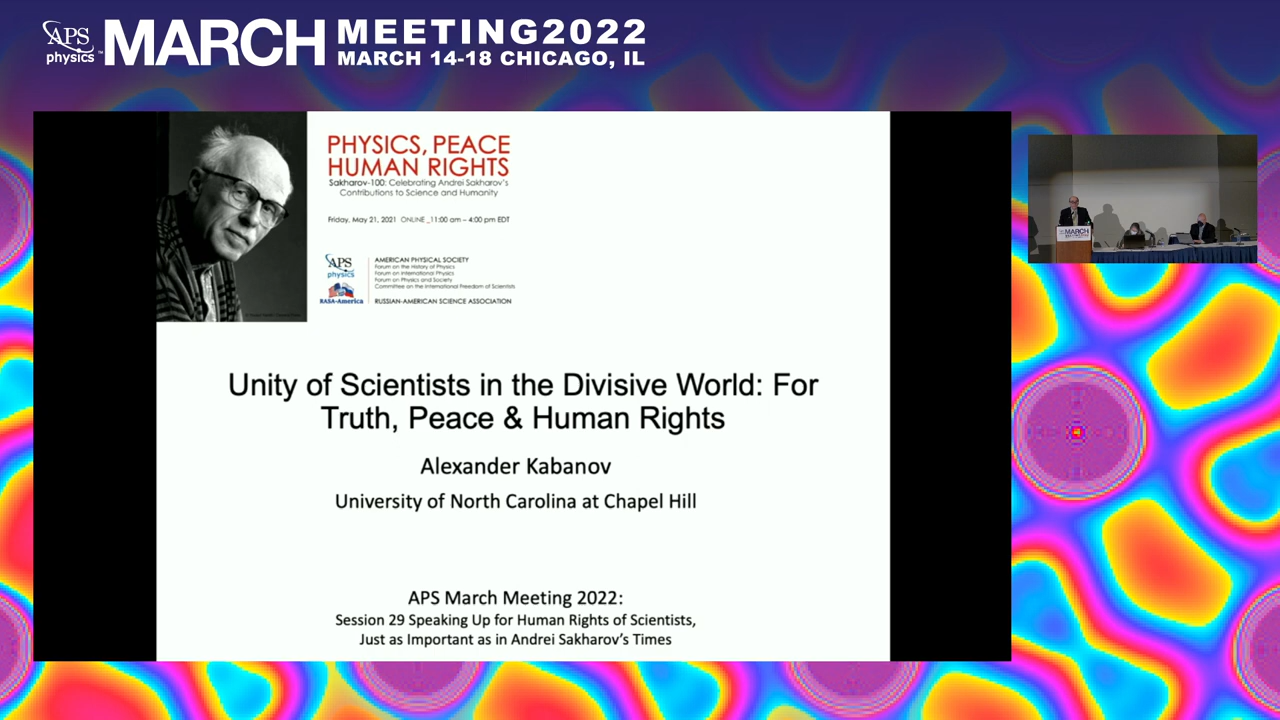 APS
physics
MARCH
MEETING2022
MARCH 14-18 CHICAGO, IL
PHYSICS, PEACE
HUMAN RIGHTS
Sakharov-100: Celebrating Andrei Sakharov's
Contributions to Science and Humanity
Friday, May 21, 2021 ONLINE _11:00 am – 4:00 pm EDT
APS
physics
AMERICAN PHYSICAL SOCIETY
Forum on the History of Physics
Forum on International Physics
Forum on Physics and Society
Committee on the International Freedom of Scientists
RASA-America
RUSSIAN-AMERICAN SCIENCE ASSOCIATION
Unity of Scientists in the Divisive World: For
Truth, Peace & Human Rights
Alexander Kabanov
University of North Carolina at Chapel Hill
APS March Meeting 2022:
Session 29 Speaking Up for Human Rights of Scientists,
Just as Important as in Andrei Sakharov's Times
MARCH